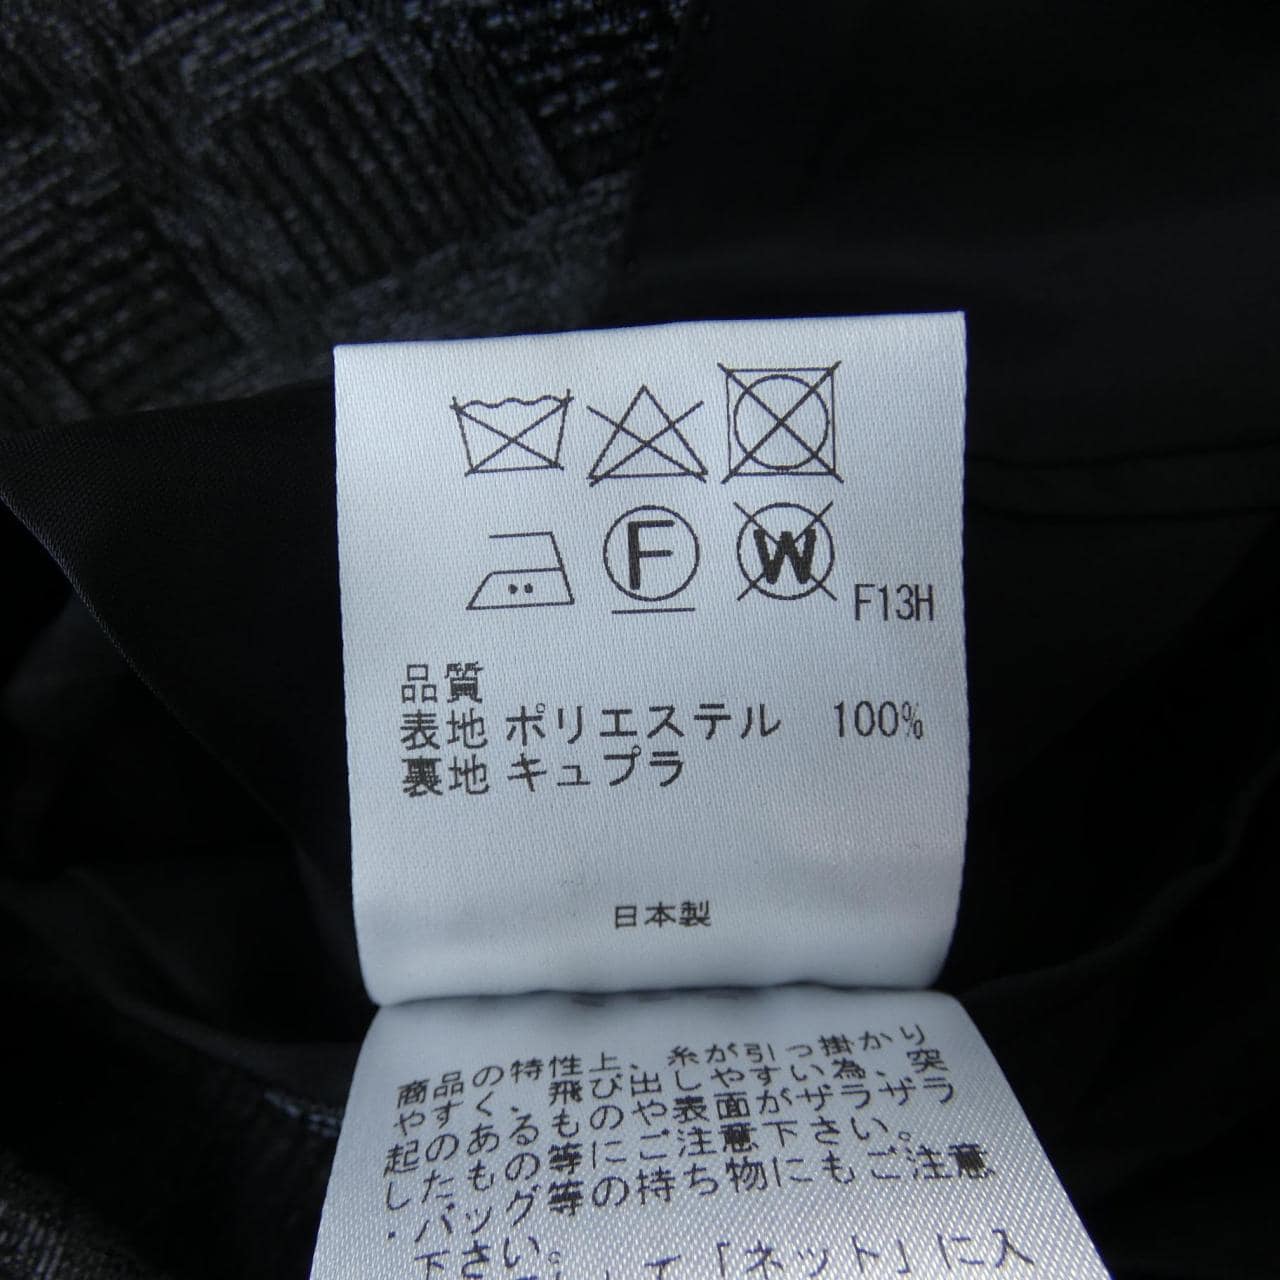 F
W
F13H
品質
表地 ポリエステル 100%
裏地 キュプラ
日本製
商品の特性上、糸が引っ掛かり
やすく、飛び出しやすい為、突
起のあるものや表面がザラザラ
したもの等にご注意下さい。
・バッグ等の持ち物にもご注意
下さい。
して「ネット」に入